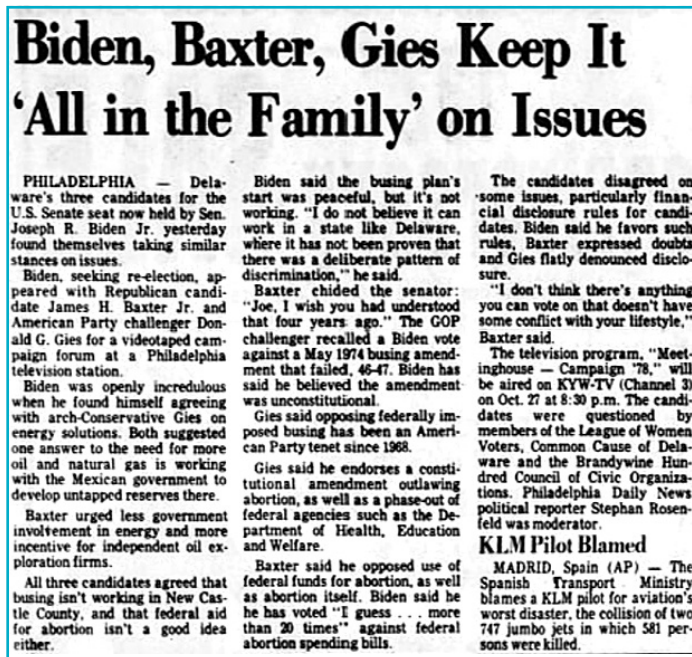 Biden, Baxter, Gies Keep It
'All in the Family' on Issues
PHILADELPHIA — Dela-
ware's three candidates for the
U.S. Senate seat now held by Sen.
Joseph R. Biden Jr. yesterday
found themselves taking similar
stances on issues.
Biden, seeking re-election, ap-
peared with Republican candi-
date James H. Baxter Jr. and
American Party challenger Don-
ald G. Gies for a videotaped cam-
paign forum at a Philadelphia
television station.
Biden was openly incredulous
when he found himself agreeing
with arch-Conservative Gies on
energy solutions. Both suggested
one answer to the need for more
oil and natural gas is working
with the Mexican government to
develop untapped reserves there.
Baxter urged less government
involvement in energy and more
incentive for independent oil ex-
ploration firms.
All three candidates agreed that
busing isn't working in New Cas-
tle County, and that federal aid
for abortion isn't a good idea
either.
Biden said the busing plan's
start was peaceful, but it's not
working. "I do not believe it can
work in a state like Delaware,
where it has not been proven that
there was a deliberate pattern of
discrimination," he said.
Baxter chided the senator:
"Joe, I wish you had understood
that four years ago." The GOP
challenger recalled a Biden vote
against a May 1974 busing amend-
ment that failed, 46-47. Biden has
said he believed the amendment
was unconstitutional.
Gies said opposing federally im-
posed busing has been an Ameri-
can Party tenet since 1968.
Gies said he endorses a consti-
tutional amendment outlawing
abortion, as well as a phase-out of
federal agencies such as the De-
partment of Health, Education
and Welfare.
Baxter said he opposed use of
federal funds for abortion, as well
as abortion itself. Biden said he
he has voted "I guess . . . more
than 20 times" against federal
abortion spending bills.
The candidates disagreed on
some issues, particularly finan-
cial disclosure rules for candi-
dates. Biden said he favors such
rules, Baxter expressed doubts
and Gies flatly denounced disclo-
sure.
"I don't think there's anything
you can vote on that doesn't have
some conflict with your lifestyle,"
Baxter said.
The television program, "Meet-
inghouse — Campaign '78," will
be aired on KYW-TV (Channel 3)
on Oct. 27 at 8:30 p.m. The candi-
dates were questioned by
members of the League of Women
Voters, Common Cause of Dela-
ware and the Brandywine Hun-
dred Council of Civic Organiza-
tions. Philadelphia Daily News
political reporter Stephan Rosen-
feld was moderator.
KLM Pilot Blamed
MADRID, Spain (AP) — The
Spanish Transport Ministry
blames a KLM pilot for aviation's
worst disaster, the collision of two
747 jumbo jets in which 581 per-
sons were killed.